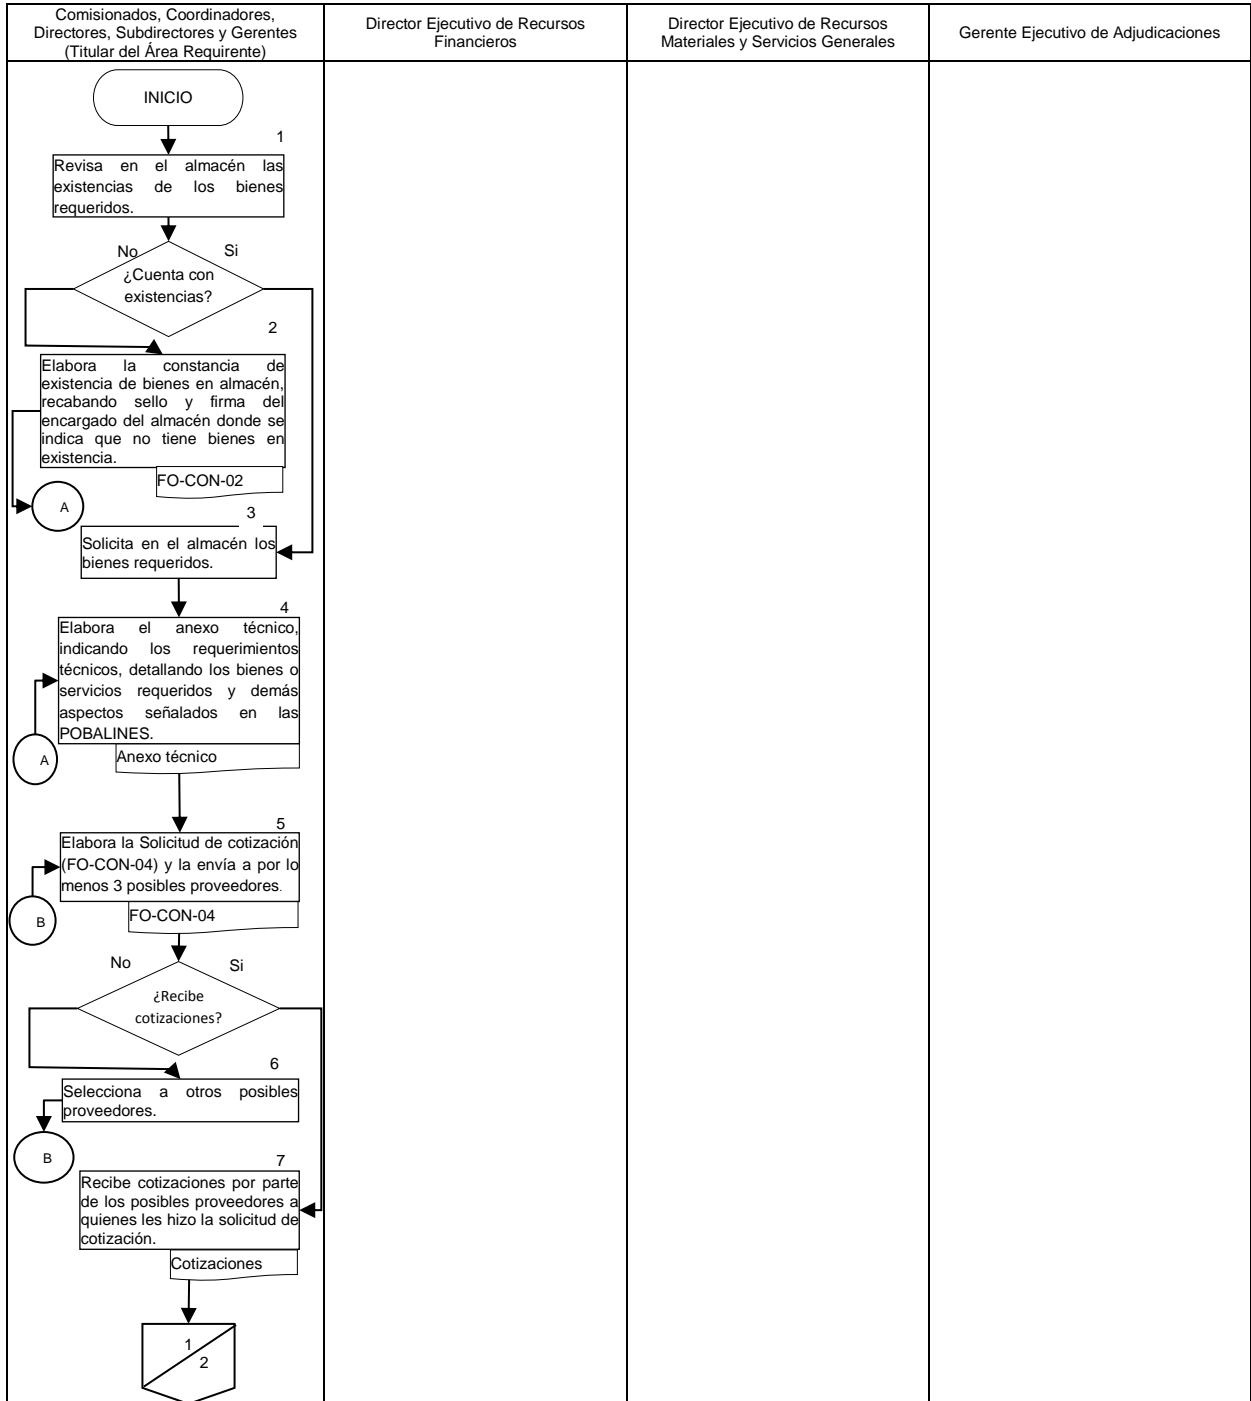 Comisionados, Coordinadores,
Directores, Subdirectores y Gerentes
(Titular del Área Requirente)
Director Ejecutivo de Recursos
Financieros
Director Ejecutivo de Recursos
Materiales y Servicios Generales
Gerente Ejecutivo de Adjudicaciones
INICIO
1
Revisa en el almacén las
existencias de los bienes
requeridos.
No
Si
¿Cuenta con
existencias?
2
Elabora la constancia de
existencia de bienes en almacén,
recabando sello y firma del
encargado del almacén donde se
indica que no tiene bienes en
existencia.
FO-CON-02
A
3
Solicita en el almacén los
bienes requeridos.
4
Elabora el anexo técnico,
indicando los requerimientos
técnicos, detallando los bienes o
servicios requeridos y demás
aspectos señalados en las
POBALINES.
A
Anexo técnico
5
Elabora la Solicitud de cotización
(FO-CON-04) y la envía a por lo
menos 3 posibles proveedores.
B
FO-CON-04
No
Si
¿Recibe
cotizaciones?
6
Selecciona a otros posibles
proveedores.
B
7
Recibe cotizaciones por parte
de los posibles proveedores a
quienes les hizo la solicitud de
cotización.
Cotizaciones
1
2